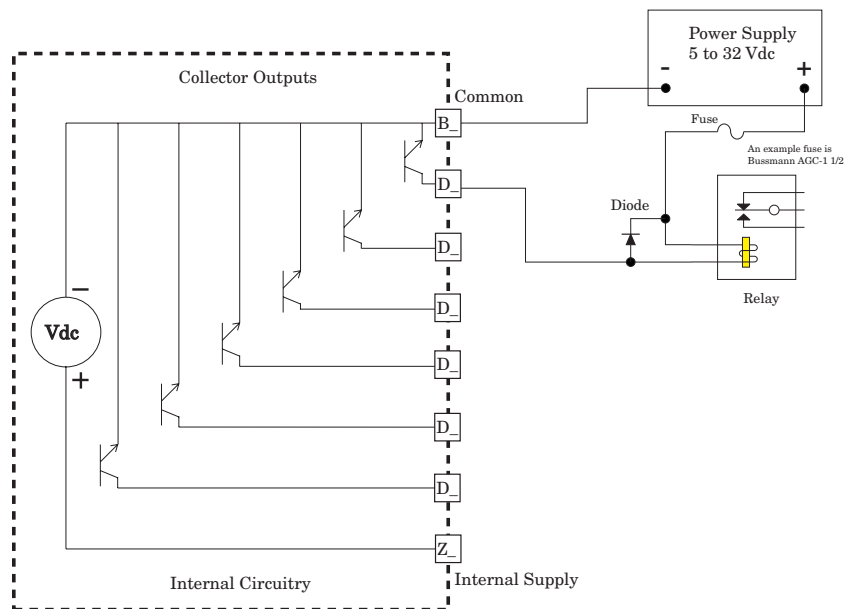 Power Supply
5 to 32 Vdc
- +
Collector Outputs
Common
B_
Fuse
An example fuse is
Bussmann AGC-1 1/2
D_
Diode
D_
Relay
D_
Vdc
- +
D_
D_
D_
Z_
Internal Circuitry
Internal Supply